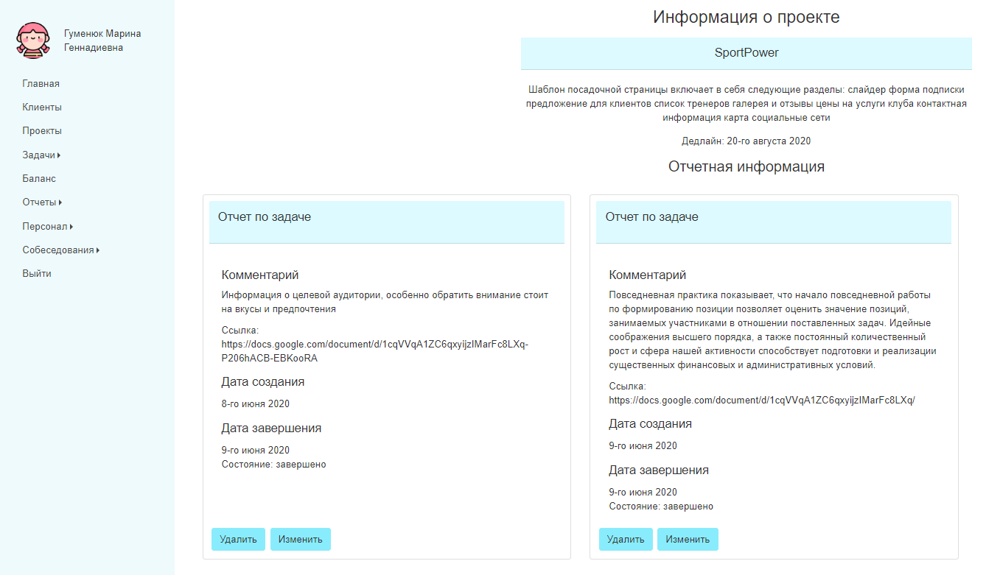 Гуменюк Марина
Геннадиевна
Главная
Клиенты
Проекты
Задачи
Баланс
Отчеты
Персонал
Собеседования
Выйти
Информация о проекте
SportPower
Шаблон посадочной страницы включает в себя следующие разделы: слайдер форма подписки
предложение для клиентов список тренеров галерея и отзывы цены на услуги клуба контактная
информация карта социальные сети
Дедлайн: 20-го августа 2020
Отчетная информация
Отчет по задаче
Комментарий
Информация о целевой аудитории, особенно обратить внимание стоит
на вкусы и предпочтения
Ссылка:
https://docs.google.com/document/d/1cqVVqA1ZC6qxyijzIMarFc8LXq-
P206hACB-EBKooRA
Дата создания
8-го июня 2020
Дата завершения
9-го июня 2020
Состояние: завершено
Удалить
Изменить
Отчет по задаче
Комментарий
Повседневная практика показывает, что начало повседневной работы
по формированию позиции позволяет оценить значение позиций,
занимаемых участниками в отношении поставленных задач. Идейные
соображения высшего порядка, а также постоянный количественный
рост и сфера нашей активности способствует подготовки и реализации
существенных финансовых и административных условий.
Ссылка:
https://docs.google.com/document/d/1cqVVqA1ZC6qxyijzIMarFc8LXq/
Дата создания
9-го июня 2020
Дата завершения
9-го июня 2020
Состояние: завершено
Удалить
Изменить